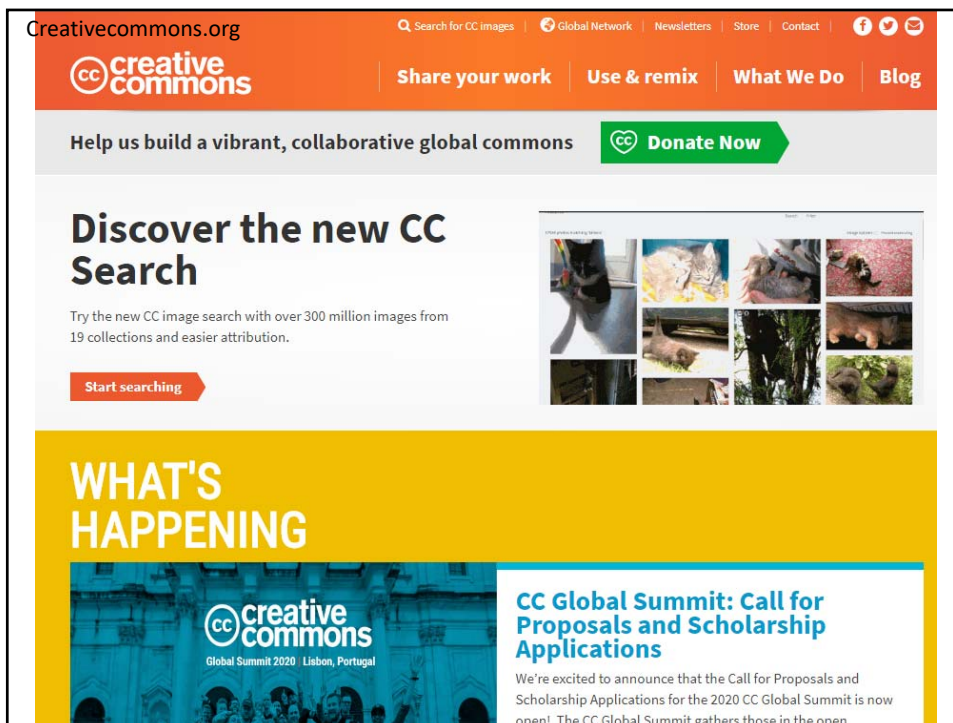 Creativecommons.org
Search for CC images | Global Network | Newsletters | Store | Contact |
cc creative commons
Share your work | Use & remix | What We Do | Blog
Help us build a vibrant, collaborative global commons
cc Donate Now
Discover the new CC
Search
Try the new CC image search with over 300 million images from
19 collections and easier attribution.
Start searching
WHAT'S
HAPPENING
cc creative
commons
Global Summit 2020 | Lisbon, Portugal
CC Global Summit: Call for
Proposals and Scholarship
Applications
We're excited to announce that the Call for Proposals and
Scholarship Applications for the 2020 CC Global Summit is now
open! The CC Global Summit gathers those in the open